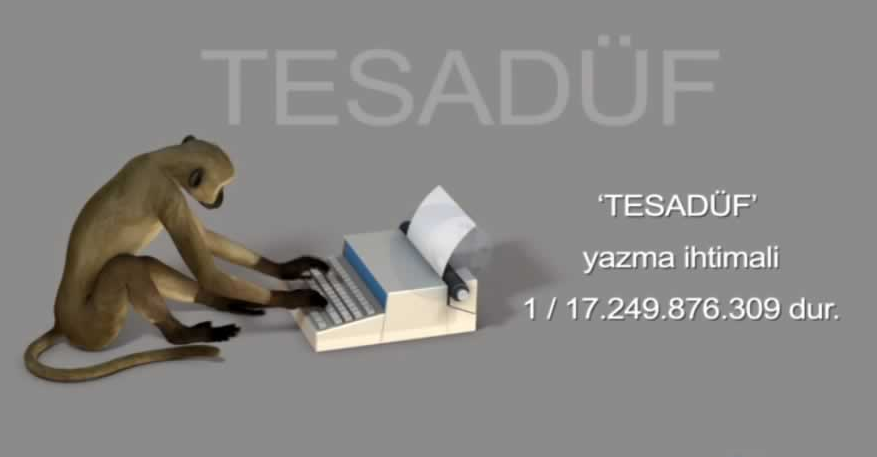 TESADÜF
'TESADÜF'
yazma ihtimali
1 / 17.249.876.309 dur.